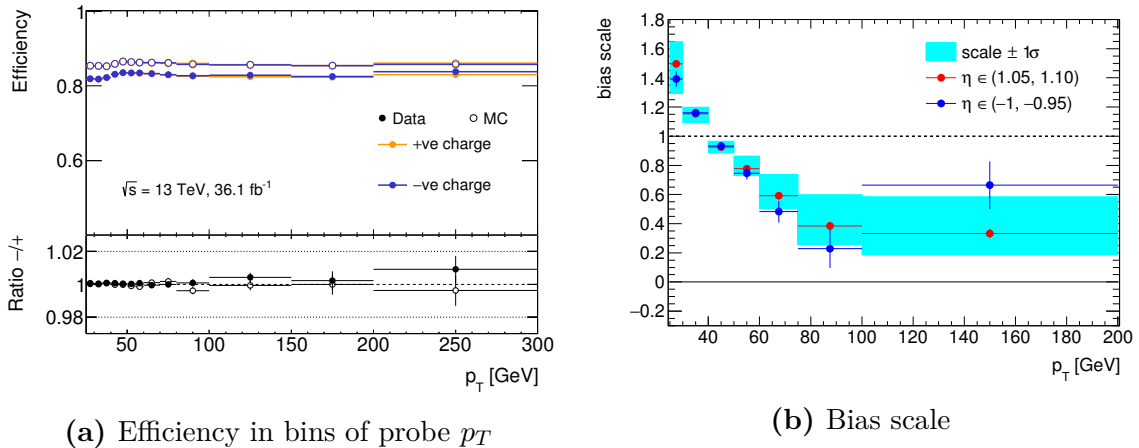 Efficiency
1
0.8
0.6
Data MC
+ve charge
√s = 13 TeV, 36.1 fb⁻¹
−ve charge
Ratio −/+
1.02
1
0.98
50 100 150 200 250 300
p_T [GeV]
(a) Efficiency in bins of probe p_T
bias scale
1.8
1.6
1.4
1.2
1
0.8
0.6
0.4
0.2
0
−0.2
scale ± 1σ
η ∈ (1.05, 1.10)
η ∈ (−1, −0.95)
40 60 80 100 120 140 160 180 200
p_T [GeV]
(b) Bias scale